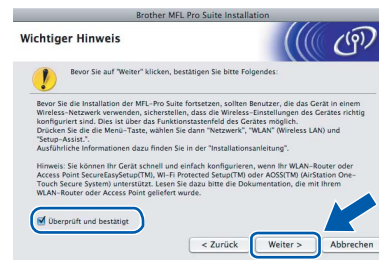 Brother MFL Pro Suite Installation
Wichtiger Hinweis
Bevor Sie auf "Weiter" klicken, bestätigen Sie bitte Folgendes:
Bevor Sie die Installation der MFL-Pro Suite fortsetzen, sollten Benutzer, die das Gerät in einem
Wireless-Netzwerk verwenden, sicherstellen, dass die Wireless-Einstellungen des Gerätes richtig
konfiguriert sind. Dies ist über das Funktionstastenfeld des Gerätes möglich.
Drücken Sie die die Menü-Taste, wählen Sie dann "Netzwerk", "WLAN" (Wireless LAN) und
"Setup-Assist.".
Ausführliche Informationen dazu finden Sie in der "Installationsanleitung".
Hinweis: Sie können Ihr Gerät schnell und einfach konfigurieren, wenn Ihr WLAN-Router oder
Access Point SecureEasySetup(TM), Wi-Fi Protected Setup(TM) oder AOSS(TM) (AirStation One-
Touch Secure System) unterstützt. Lesen Sie dazu bitte die Dokumentation, die mit Ihrem
WLAN-Router oder Access Point geliefert wurde.
Überprüft und bestätigt
< Zurück
Weiter >
Abbrechen